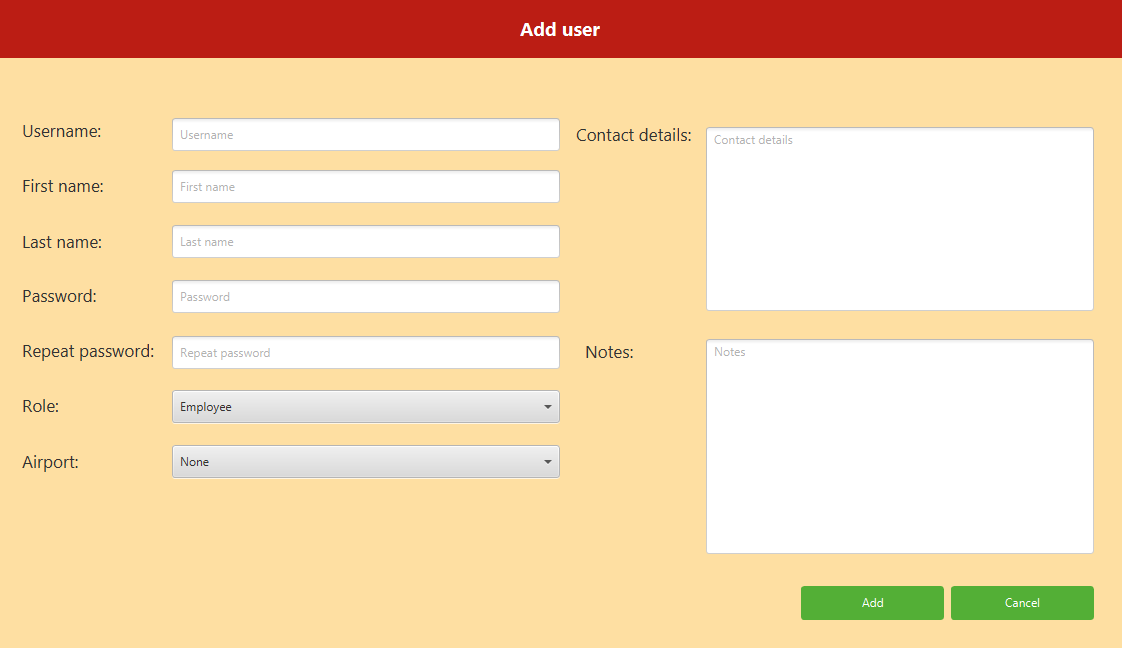 Add user
Username:
Username
First name:
First name
Last name:
Last name
Password:
Password
Repeat password:
Repeat password
Role:
Employee
Airport:
None
Contact details:
Contact details
Notes:
Notes
Add
Cancel